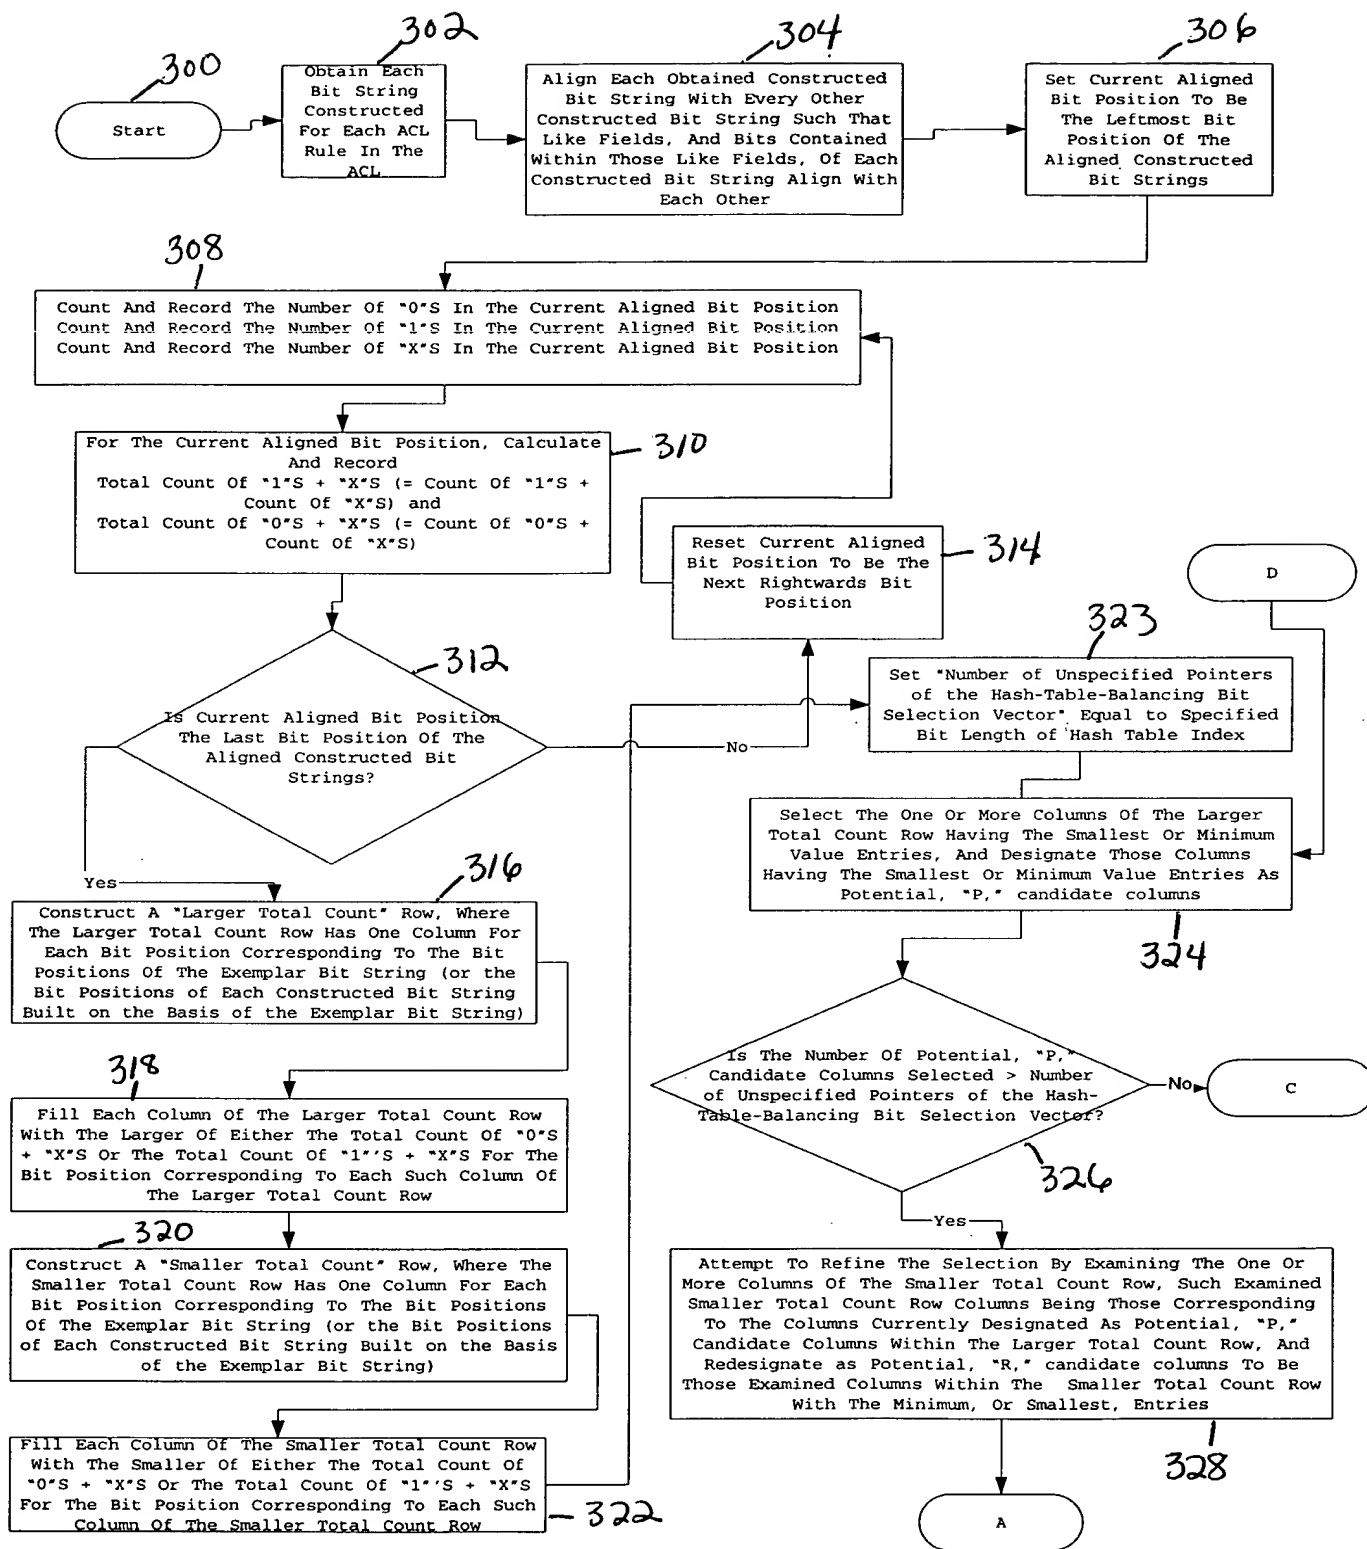 300
Start
302
Obtain Each
Bit String
Constructed
For Each ACL
Rule In The
ACL
304
Align Each Obtained Constructed
Bit String With Every Other
Constructed Bit String Such That
Like Fields, And Bits Contained
Within Those Like Fields, Of Each
Constructed Bit String Align With
Each Other
306
Set Current Aligned
Bit Position To Be
The Leftmost Bit
Position Of The
Aligned Constructed
Bit Strings
308
Count And Record The Number Of "0"S In The Current Aligned Bit Position
Count And Record The Number Of "1"S In The Current Aligned Bit Position
Count And Record The Number Of "X"S In The Current Aligned Bit Position
310
For The Current Aligned Bit Position, Calculate
And Record
Total Count Of "1"S + "X"S (= Count Of "1"S +
Count Of "X"S) and
Total Count Of "0"S + "X"S (= Count Of "0"S +
Count Of "X"S)
312
Is Current Aligned Bit Position
The Last Bit Position Of The
Aligned Constructed Bit
Strings?
No
Yes
314
Reset Current Aligned
Bit Position To Be The
Next Rightwards Bit
Position
316
Construct A "Larger Total Count" Row, Where
The Larger Total Count Row Has One Column For
Each Bit Position Corresponding To The Bit
Positions Of The Exemplar Bit String (or the
Bit Positions of Each Constructed Bit String
Built on the Basis of the Exemplar Bit String)
318
Fill Each Column Of The Larger Total Count Row
With The Larger Of Either The Total Count Of "0"S
+ "X"S Or The Total Count Of "1"'S + "X"S For The
Bit Position Corresponding To Each Such Column Of
The Larger Total Count Row
320
Construct A "Smaller Total Count" Row, Where The
Smaller Total Count Row Has One Column For Each
Bit Position Corresponding To The Bit Positions
Of The Exemplar Bit String (or the Bit Positions
of Each Constructed Bit String Built on the Basis
of the Exemplar Bit String)
Fill Each Column Of The Smaller Total Count Row
With The Smaller Of Either The Total Count Of
"0"S + "X"S Or The Total Count Of "1"'S + "X"S
For The Bit Position Corresponding To Each Such
Column Of The Smaller Total Count Row
322
D
323
Set "Number of Unspecified Pointers
of the Hash-Table-Balancing Bit
Selection Vector" Equal to Specified
Bit Length of Hash Table Index
Select The One Or More Columns Of The Larger
Total Count Row Having The Smallest Or Minimum
Value Entries, And Designate Those Columns
Having The Smallest Or Minimum Value Entries As
Potential, "P," candidate columns
324
Is The Number Of Potential, "P,"
Candidate Columns Selected > Number
of Unspecified Pointers of the Hash-
Table-Balancing Bit Selection Vector?
No
C
326
Yes
Attempt To Refine The Selection By Examining The One Or
More Columns Of The Smaller Total Count Row, Such Examined
Smaller Total Count Row Columns Being Those Corresponding
To The Columns Currently Designated As Potential, "P,"
Candidate Columns Within The Larger Total Count Row, And
Redesignate as Potential, "R," candidate columns To Be
Those Examined Columns Within The Smaller Total Count Row
With The Minimum, Or Smallest, Entries
328
A